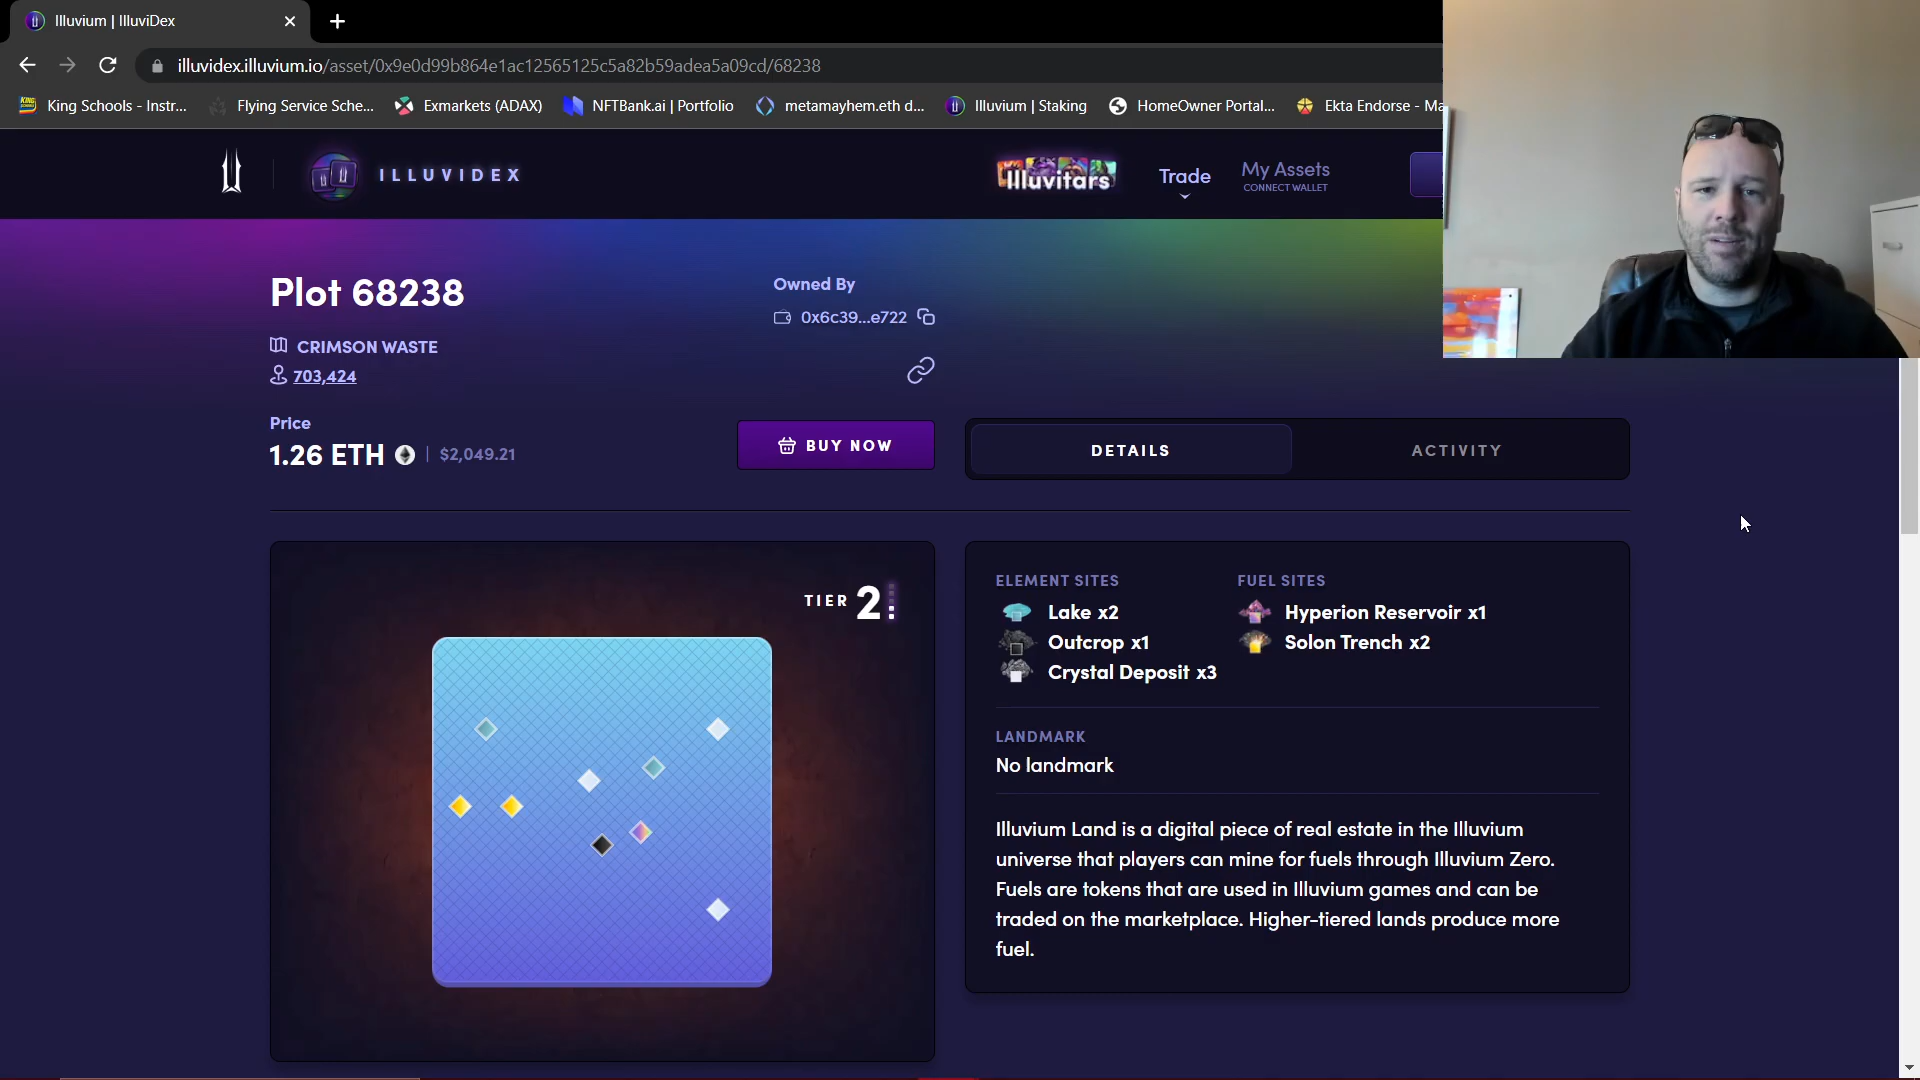 Illuvium | IlluviDex
illuvidex.illuvium.io/asset/0x9e0d99b864e1ac12565125c5a82b59adea5a09cd/68238
King Schools - Instr...
Flying Service Sche...
Exmarkets (ADAX)
NFTBank.ai | Portfolio
metamayhem.eth d...
Illuvium | Staking
HomeOwner Portal...
Ekta Endorse - Ma
ILLUVIDEX
Illuvitars
Trade
My Assets
CONNECT WALLET
Plot 68238
CRIMSON WASTE
703,424
Owned By
0x6c39...e722
Price
1.26 ETH | $2,049.21
BUY NOW
DETAILS
ACTIVITY
TIER 2
ELEMENT SITES
Lake x2
Outcrop x1
Crystal Deposit x3
FUEL SITES
Hyperion Reservoir x1
Solon Trench x2
LANDMARK
No landmark
Illuvium Land is a digital piece of real estate in the Illuvium
universe that players can mine for fuels through Illuvium Zero.
Fuels are tokens that are used in Illuvium games and can be
traded on the marketplace. Higher-tiered lands produce more
fuel.